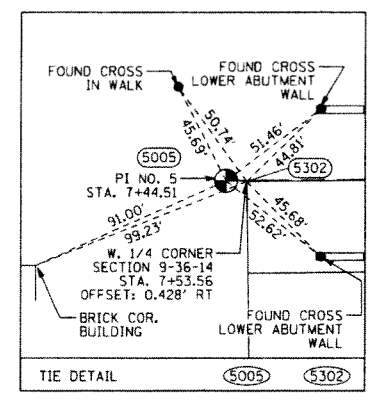 FOUND CROSS
IN WALK
FOUND CROSS
LOWER ABUTMENT
WALL
50.74'
45.69'
51.46'
44.81'
5005
5302
PI NO. 5
STA. 7+44.51
91.00'
99.23'
45.68'
52.62'
W. 1/4 CORNER
SECTION 9-36-14
STA. 7+53.56
OFFSET: 0.428' RT
BRICK COR.
BUILDING
FOUND CROSS
LOWER ABUTMENT
WALL
TIE DETAIL 5005 5302